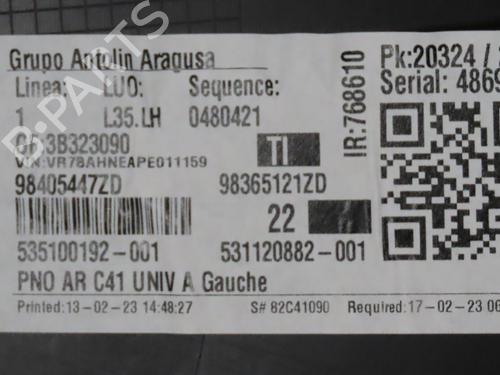 Grupo Antolin Aragusa
Linea: LUO: Sequence:
1 L35.LH 0480421
3B323090 TI
VIN:VR7BAHNEAPE011159
98405447ZD 98365121ZD
22
535100192-001 531120882-001
PNO AR C41 UNIV A Gauche
Printed:13-02-23 14:48:27 S# 82C41090 Required:17-02-23 06
IR:768610
Pk:20324 /
Serial: 4869
B-PARTS